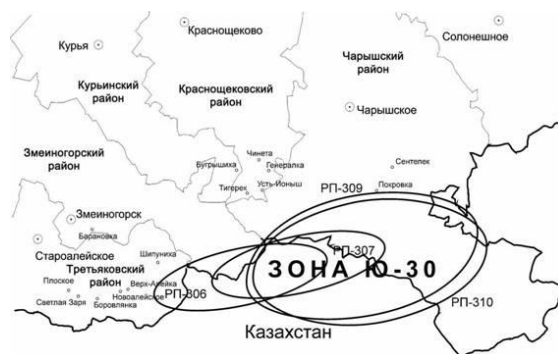 Краснощеково
Солонешное
Курья
Чарышский
район
Курьинский
район
Краснощековский
район
Чарышское
Змеиногорский
район
Чинета
Бугрышиха
Генералка
Сентелек
Тигерек
Усть-Ионыш
РП-309
Покровка
Змеиногорск
Барановка
Староалейское
Шипуниха
РП-307
Третьяковский
район
ЗОНА Ю-30
Плоское
Верх-Алейка
РП-306
Новоалейское
Светлая Заря
Боровлянка
РП-310
Казахстан